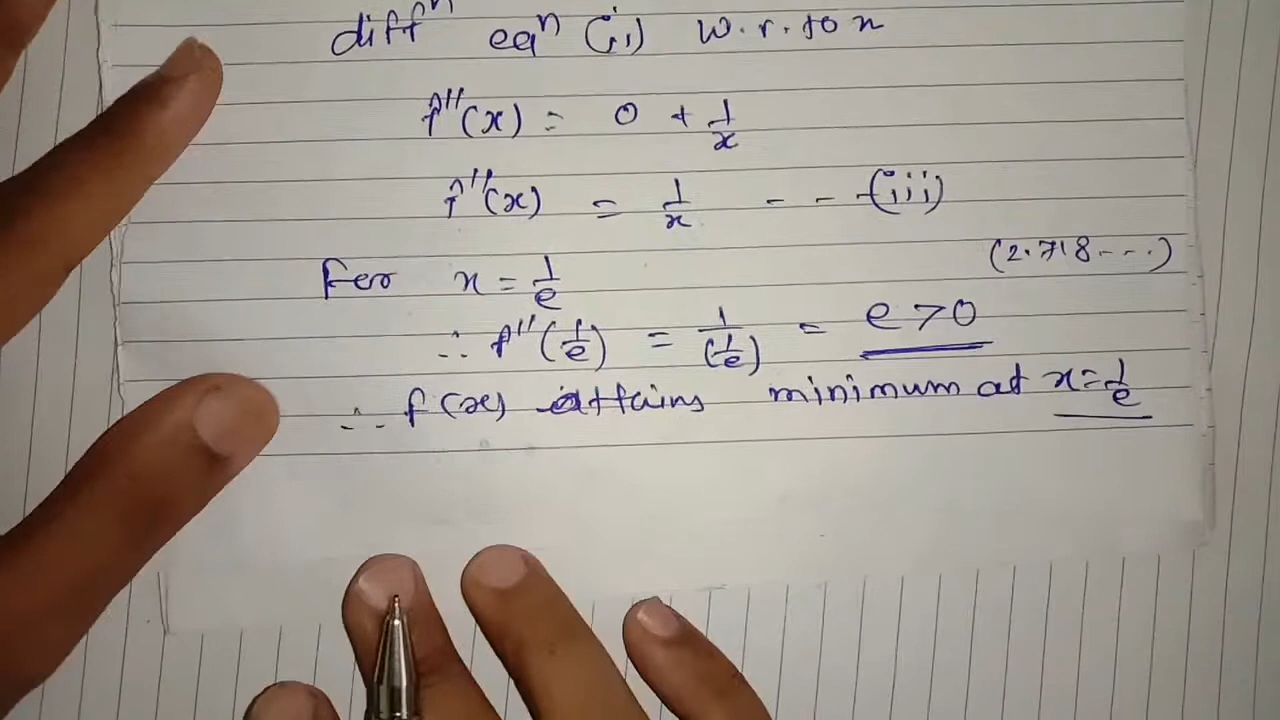 diffⁿ eqⁿ (ii) w.r.to x
f''(x) = 0 + 1/x
f''(x) = 1/x - - - (iii)
(2.718---)
For x = 1/e
∴ f''(1/e) = 1/(1/e) = e > 0
∴ f(x) attains minimum at x = 1/e